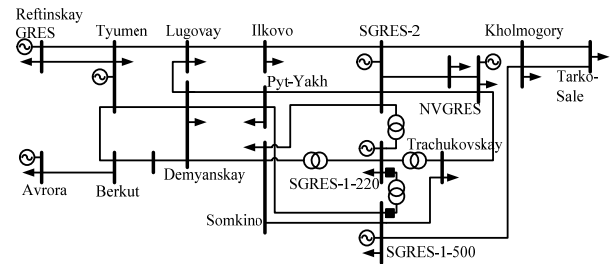 Reftinskay
GRES
Tyumen
Lugovay
Ilkovo
SGRES-2
Kholmogory
Pyt-Yakh
NVGRES
Tarko-
Sale
Trachukovskay
Avrora
Berkut
Demyanskay
SGRES-1-220
Somkino
SGRES-1-500